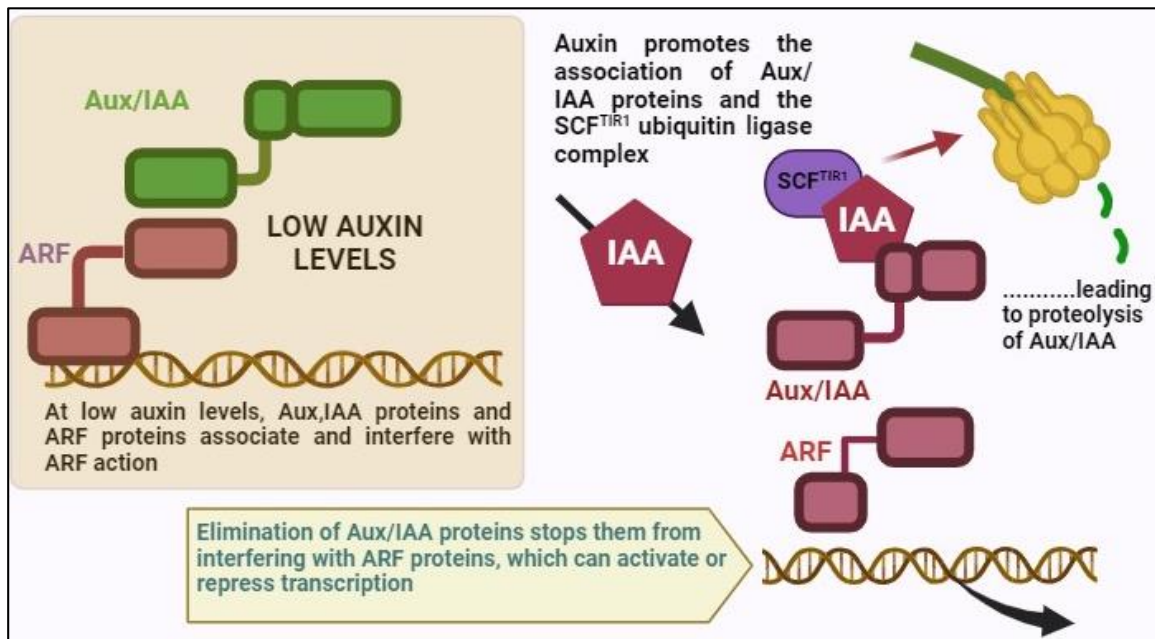 Aux/IAA
ARF
LOW AUXIN
LEVELS
At low auxin levels, Aux,IAA proteins and
ARF proteins associate and interfere with
ARF action
Auxin promotes the
association of Aux/
IAA proteins and the
SCFTIR1 ubiquitin ligase
complex
IAA
SCFTIR1
IAA
...........leading
to proteolysis
of Aux/IAA
Aux/IAA
ARF
Elimination of Aux/IAA proteins stops them from
interfering with ARF proteins, which can activate or
repress transcription